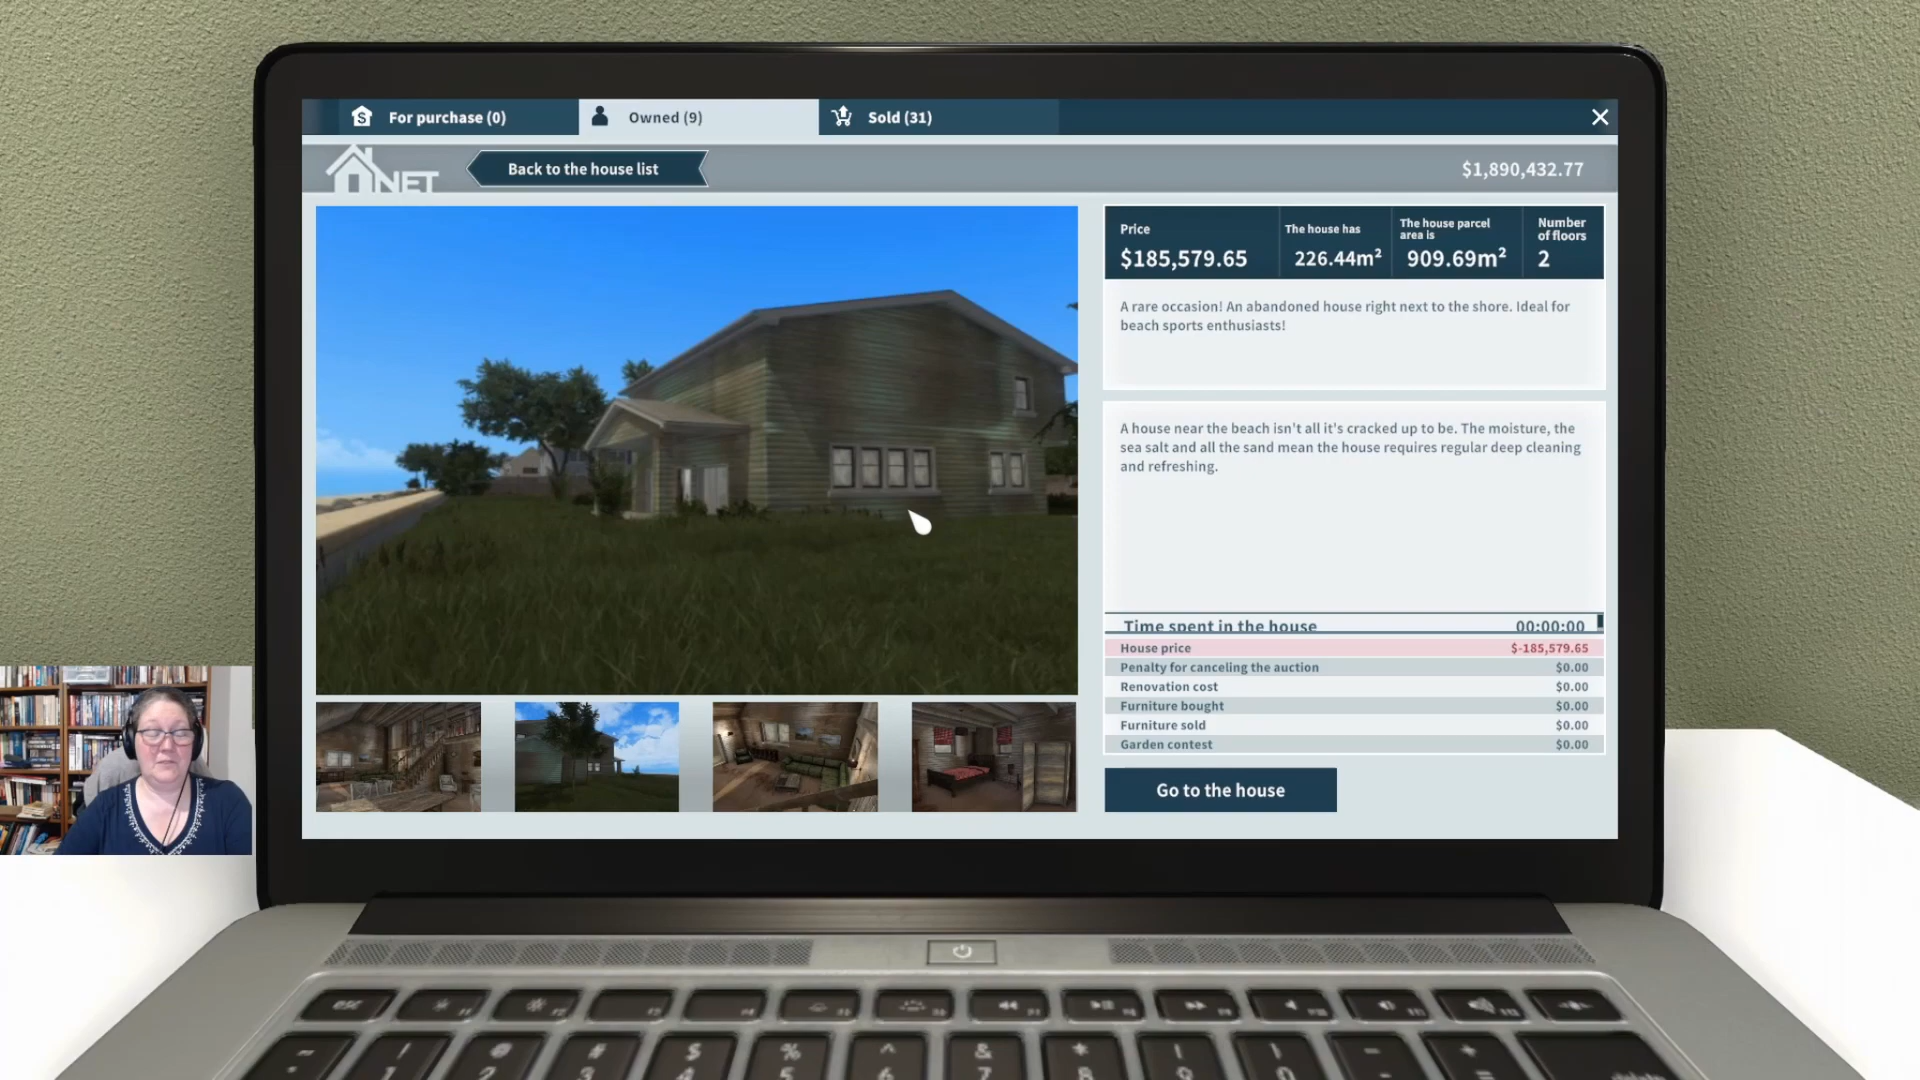 For purchase (0)
Owned (9)
Sold (31)
NET
Back to the house list
$1,890,432.77
Price
$185,579.65
The house has
226.44m²
The house parcel
area is
909.69m²
Number
of floors
2
A rare occasion! An abandoned house right next to the shore. Ideal for
beach sports enthusiasts!
A house near the beach isn't all it's cracked up to be. The moisture, the
sea salt and all the sand mean the house requires regular deep cleaning
and refreshing.
Time spent in the house 00:00:00
House price $-185,579.65
Penalty for canceling the auction $0.00
Renovation cost $0.00
Furniture bought $0.00
Furniture sold $0.00
Garden contest $0.00
Go to the house
esc